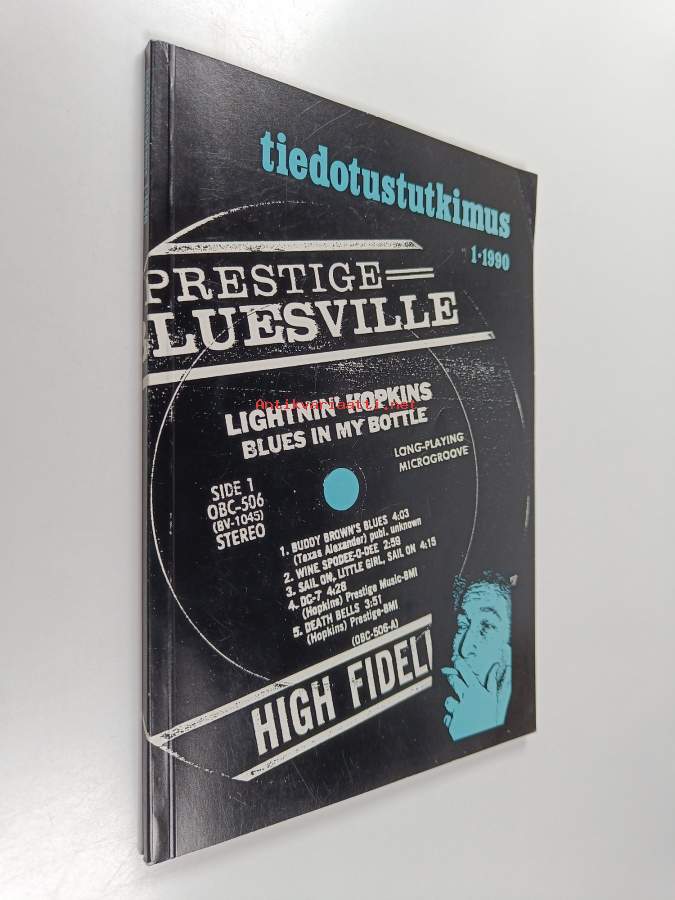 tiedotustutkimus
1·1990
PRESTIGE
LUESVILLE
LIGHTNIN' HOPKINS
Antikvariaatti.net
BLUES IN MY BOTTLE
LONG-PLAYING
MICROGROOVE
SIDE 1
OBC-506
(BV-1045)
STEREO
1. BUDDY BROWN'S BLUES 4:03
(Texas Alexander) publ. unknown
2. WINE SPODEE-O-DEE 2:59
3. SAIL ON, LITTLE GIRL, SAIL ON 4:15
4. DC-7 4:28
(Hopkins) Prestige Music-BMI
5. DEATH BELLS 3:51
(Hopkins) Prestige-BMI
(OBC-506-A)
HIGH FIDEL